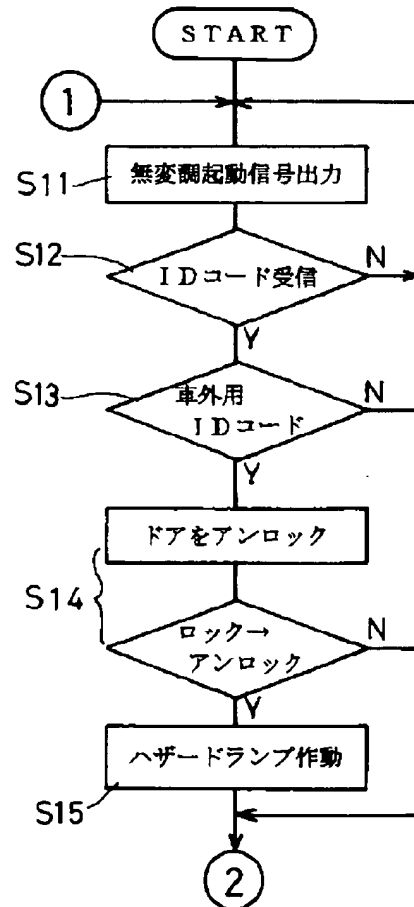 START
1
S11
無変調起動信号出力
S12
IDコード受信
N
Y
S13
車外用
IDコード
N
Y
ドアをアンロック
S14
ロック→
アンロック
N
Y
ハザードランプ作動
S15
2